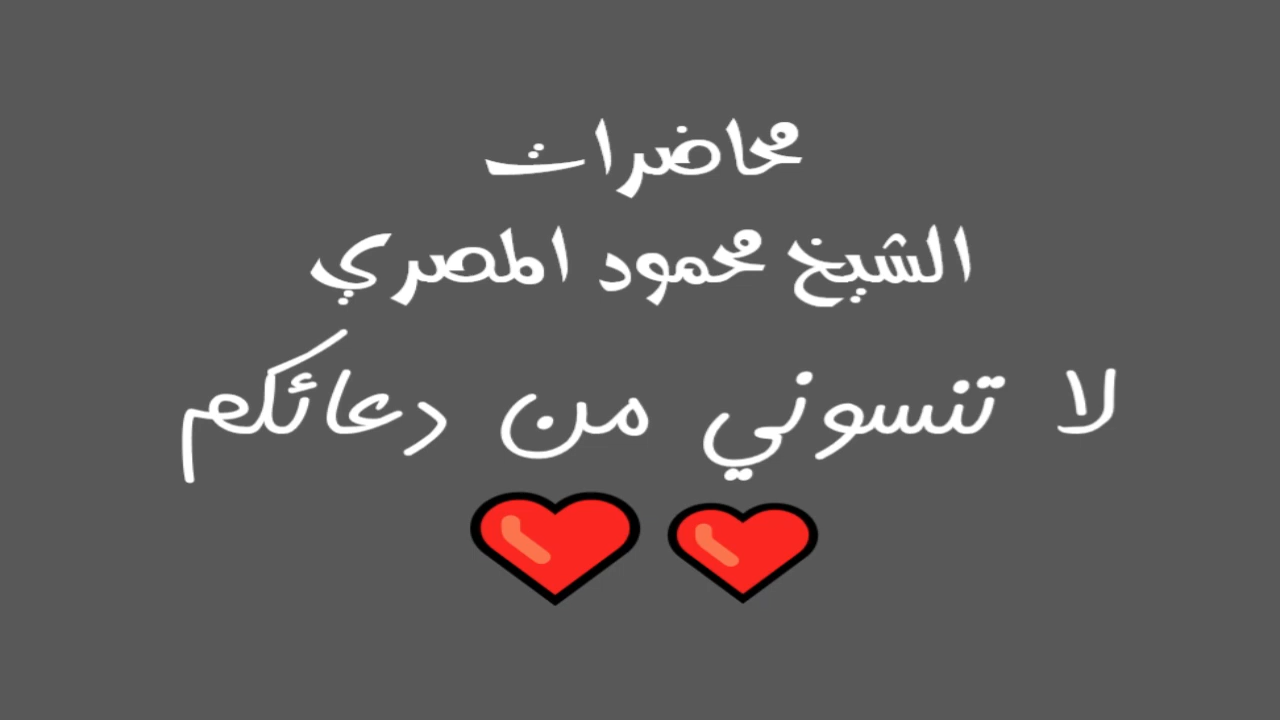 محاضرات
الشيخ محمود المصري
لا تنسوني من دعائكم